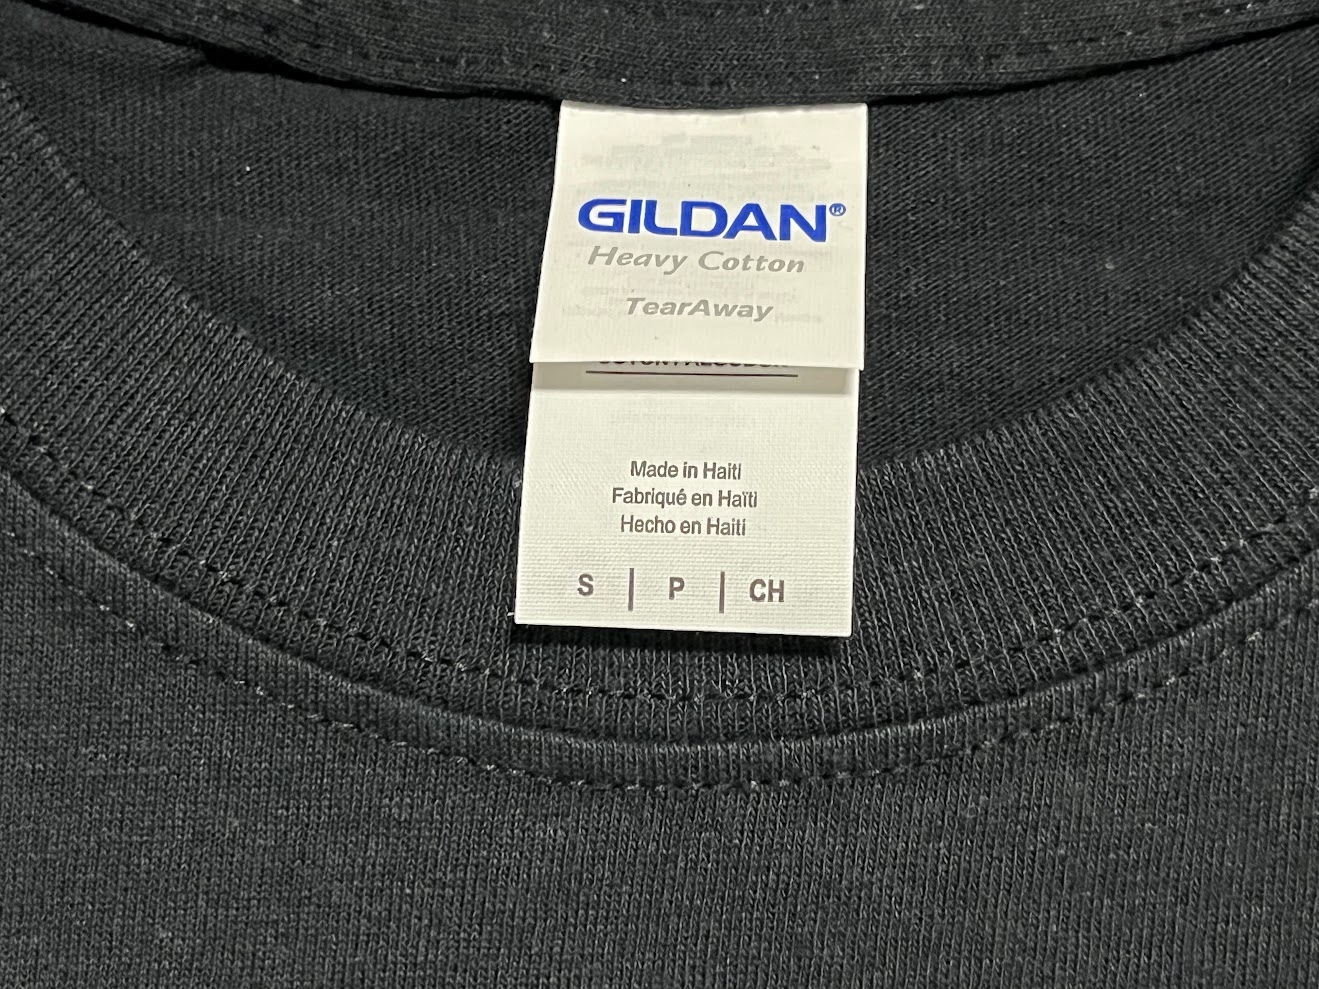 GILDAN®
Heavy Cotton
TearAway
Made in Haiti
Fabriqué en Haïti
Hecho en Haiti
S | P | CH